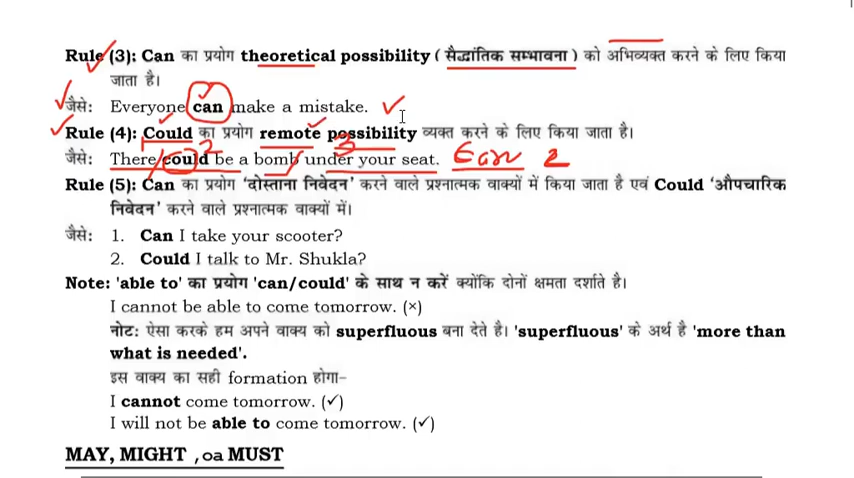 Rule (3): Can का प्रयोग theoretical possibility ( सैद्धांतिक सम्भावना ) को अभिव्यक्त करने के लिए किया
जाता है।
जैसे: Everyone can make a mistake.
Rule (4): Could का प्रयोग remote possibility व्यक्त करने के लिए किया जाता है।
जैसे: There could be a bomb under your seat.
Rule (5): Can का प्रयोग 'दोस्ताना निवेदन' करने वाले प्रश्नात्मक वाक्यों में किया जाता है एवं Could 'औपचारिक
निवेदन' करने वाले प्रश्नात्मक वाक्यों में।
जैसे: 1. Can I take your scooter?
2. Could I talk to Mr. Shukla?
Note: 'able to' का प्रयोग 'can/could' के साथ न करें क्योंकि दोनों क्षमता दर्शाते है।
I cannot be able to come tomorrow. (×)
नोट: ऐसा करके हम अपने वाक्य को superfluous बना देते है। 'superfluous' के अर्थ है 'more than
what is needed'.
इस वाक्य का सही formation होगा-
I cannot come tomorrow. (✓)
I will not be able to come tomorrow. (✓)
MAY, MIGHT ,oa MUST